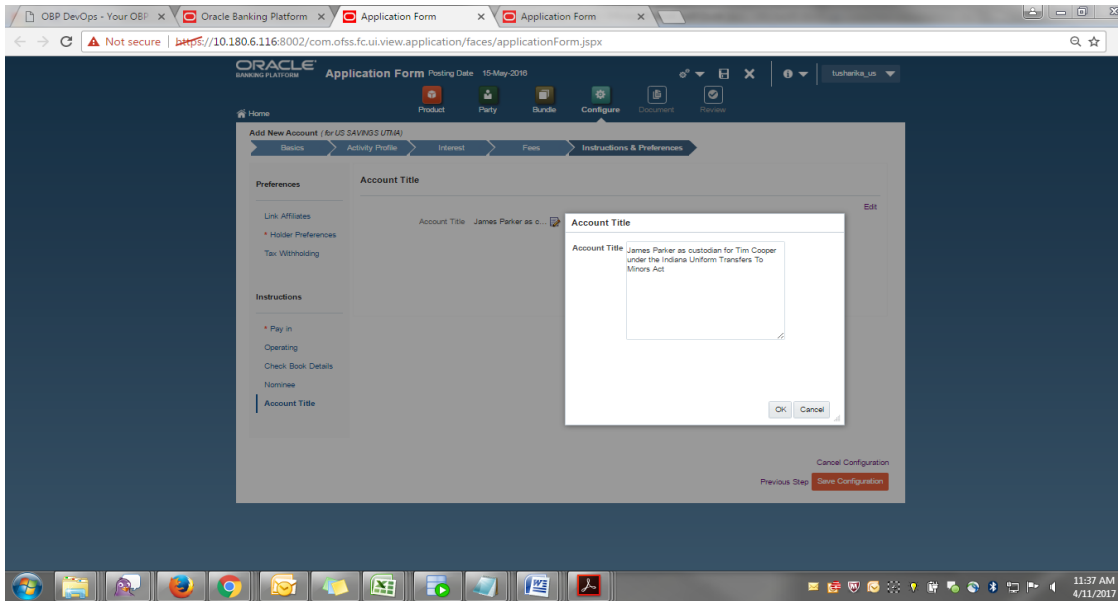 OBP DevOps - Your OBP
Oracle Banking Platform
Application Form
Application Form
Not secure | https://10.180.6.116:8002/com.ofss.fc.ui.view.application/faces/applicationForm.jspx
ORACLE
BANKING PLATFORM
Application Form Posting Date 15-May-2016
tusharika_us
Product Party Bundle Configure Document Review
Home
Add New Account (for US SAVINGS UTMA)
Basics Activity Profile Interest Fees Instructions & Preferences
Preferences
Link Affiliates
* Holder Preferences
Tax Withholding
Instructions
* Pay in
Operating
Check Book Details
Nominee
Account Title
Account Title
Edit
Account Title James Parker as c...
Account Title
Account Title
James Parker as custodian for Tim Cooper
under the Indiana Uniform Transfers To
Minors Act
OK Cancel
Cancel Configuration
Previous Step Save Configuration
11:37 AM
4/11/2017